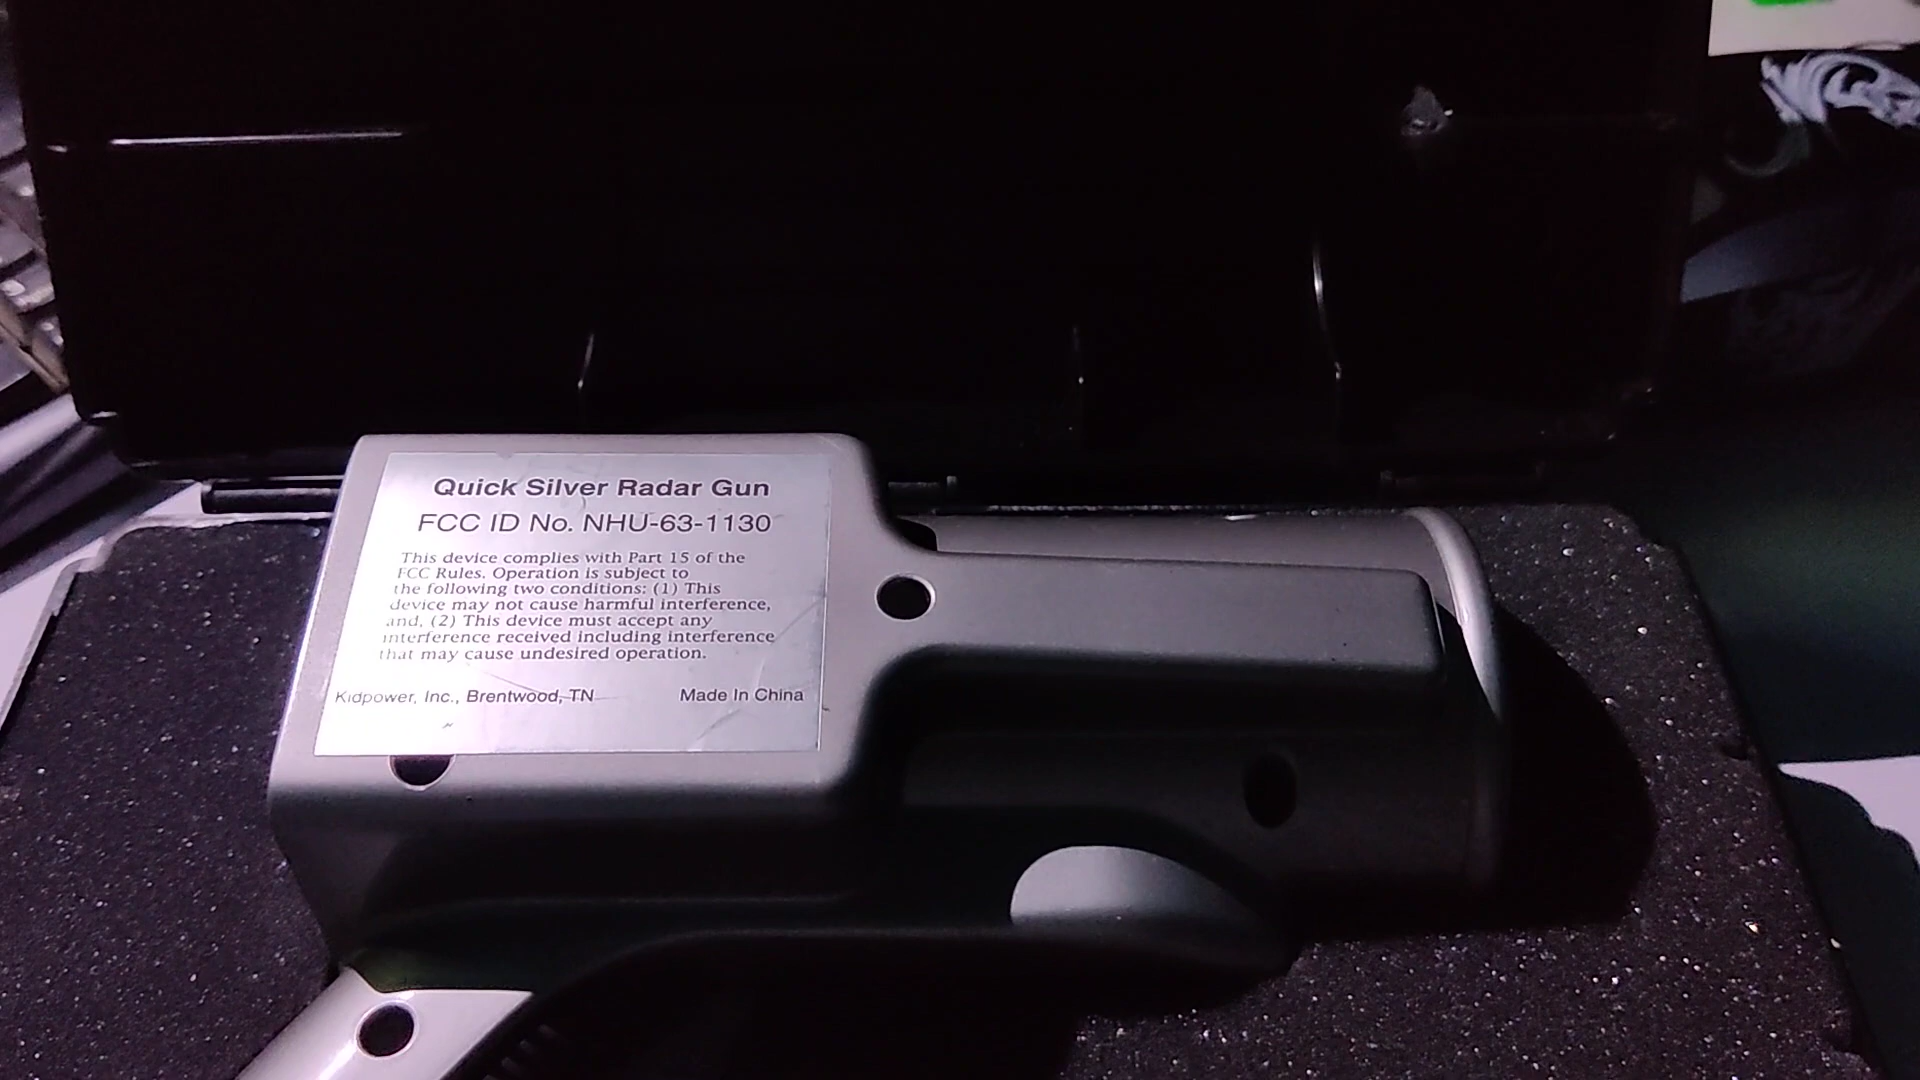 Quick Silver Radar Gun
FCC ID No. NHU-63-1130
This device complies with Part 15 of the
FCC Rules. Operation is subject to
the following two conditions: (1) This
device may not cause harmful interference,
and, (2) This device must accept any
interference received including interference
that may cause undesired operation.
Kidpower, Inc., Brentwood, TN Made In China